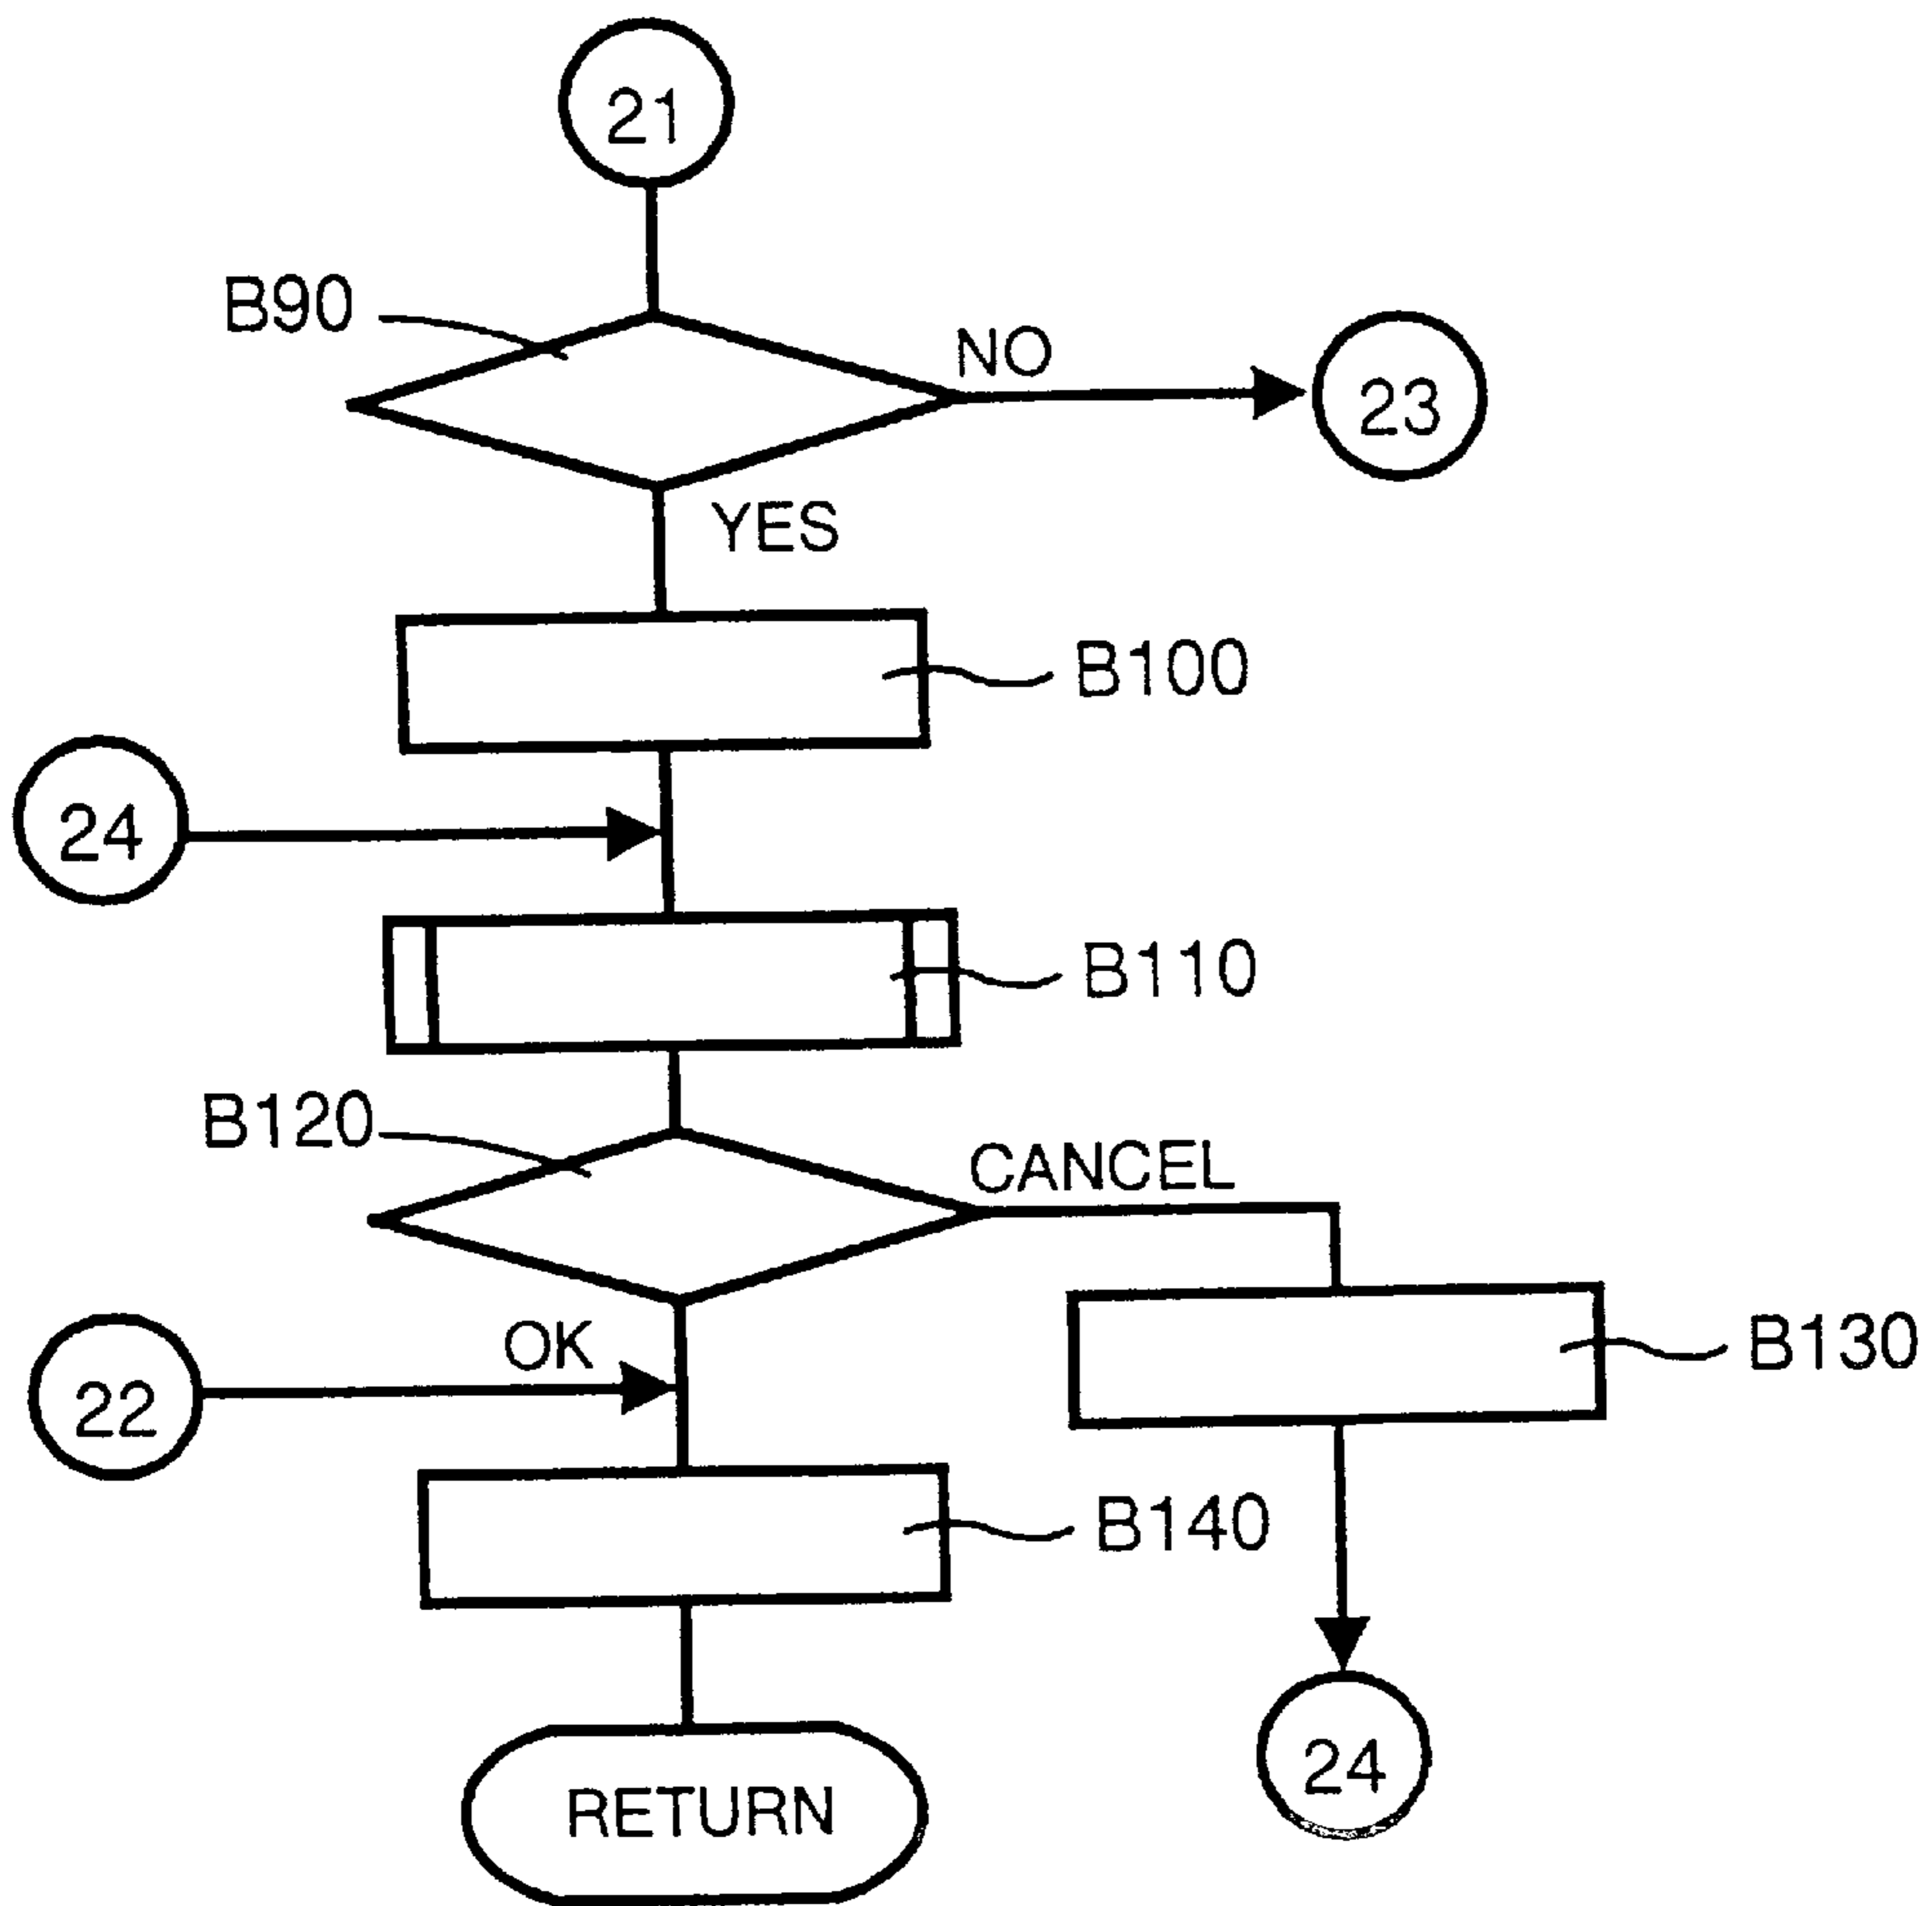 21
B90
NO
23
YES
B100
24
B110
B120
CANCEL
OK
B130
22
B140
24
RETURN